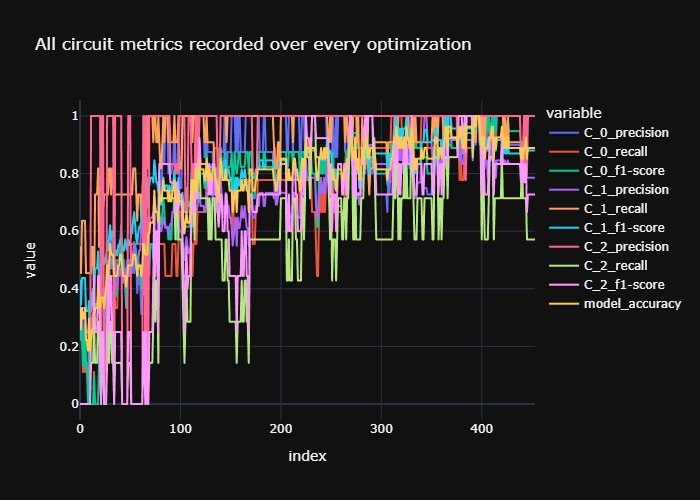 All circuit metrics recorded over every optimization
value
1
0.8
0.6
0.4
0.2
0
0 100 200 300 400
index
variable
C_0_precision
C_0_recall
C_0_f1-score
C_1_precision
C_1_recall
C_1_f1-score
C_2_precision
C_2_recall
C_2_f1-score
model_accuracy